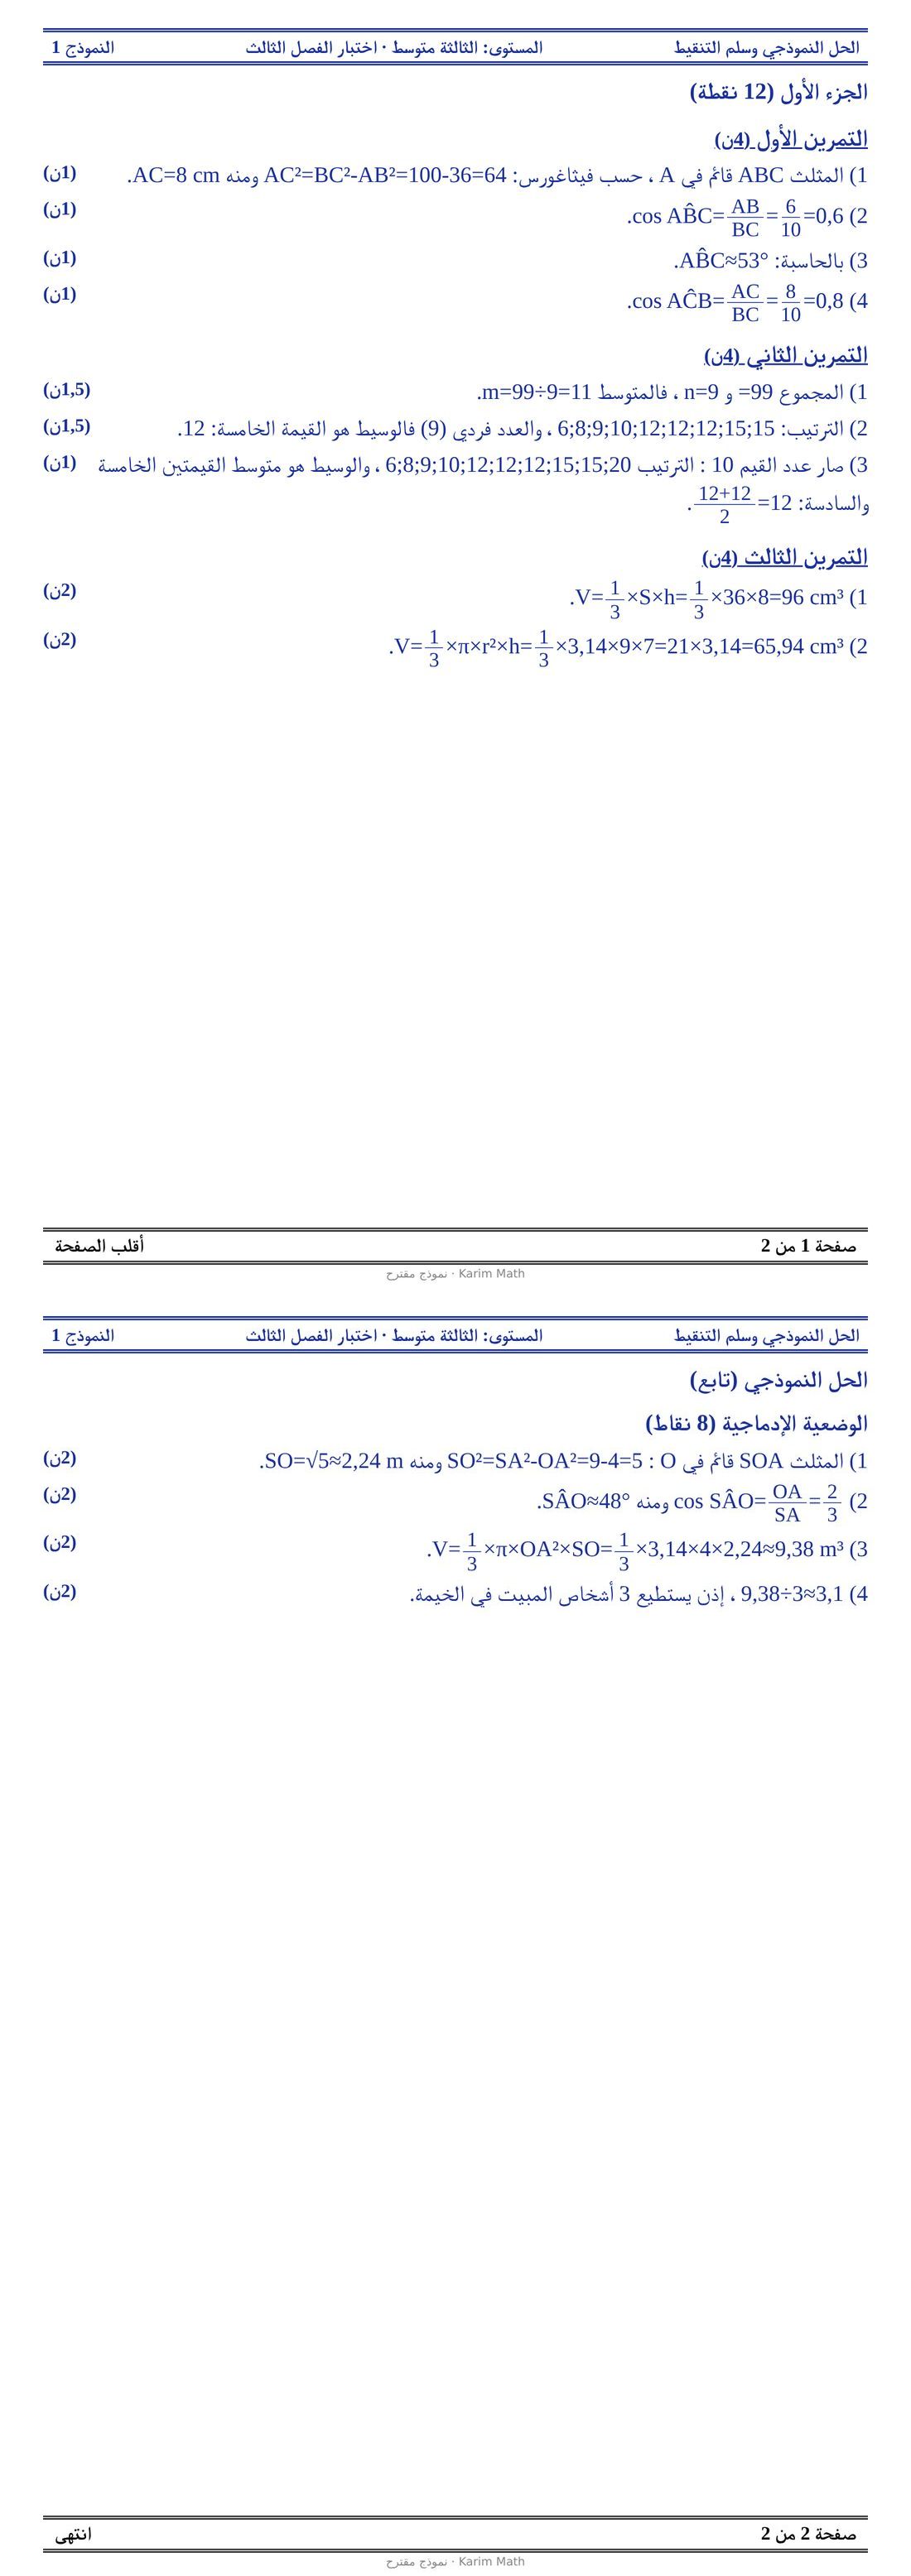 الحل النموذجي وسلم التنقيط المستوى: الثالثة متوسط · اختبار الفصل الثالث النموذج 1
الجزء الأول (12 نقطة)
التمرين الأول (4ن)
1) المثلث ABC قائم في A ، حسب فيثاغورس: AC²=BC²-AB²=100-36=64 ومنه AC=8 cm. (1ن)
2) cos AB̂C=AB/BC=6/10=0,6. (1ن)
3) بالحاسبة: AB̂C≈53°. (1ن)
4) cos AĈB=AC/BC=8/10=0,8. (1ن)
التمرين الثاني (4ن)
1) المجموع 99= و n=9 ، فالمتوسط m=99÷9=11. (1,5ن)
2) الترتيب: 6;8;9;10;12;12;12;15;15 ، والعدد فردي (9) فالوسيط هو القيمة الخامسة: 12. (1,5ن)
3) صار عدد القيم 10 : الترتيب 6;8;9;10;12;12;12;15;15;20 ، والوسيط هو متوسط القيمتين الخامسة (1ن)
والسادسة: 12+12/2=12.
التمرين الثالث (4ن)
1) V=1/3×S×h=1/3×36×8=96 cm³. (2ن)
2) V=1/3×π×r²×h=1/3×3,14×9×7=21×3,14=65,94 cm³. (2ن)
صفحة 1 من 2 أقلب الصفحة
Karim Math · نموذج مقترح
الحل النموذجي وسلم التنقيط المستوى: الثالثة متوسط · اختبار الفصل الثالث النموذج 1
الحل النموذجي (تابع)
الوضعية الإدماجية (8 نقاط)
1) المثلث SOA قائم في O : SO²=SA²-OA²=9-4=5 ومنه SO=√5≈2,24 m. (2ن)
2) cos SÂO=OA/SA=2/3 ومنه SÂO≈48°. (2ن)
3) V=1/3×π×OA²×SO=1/3×3,14×4×2,24≈9,38 m³. (2ن)
4) 9,38÷3≈3,1 ، إذن يستطيع 3 أشخاص المبيت في الخيمة. (2ن)
صفحة 2 من 2 انتهى
Karim Math · نموذج مقترح